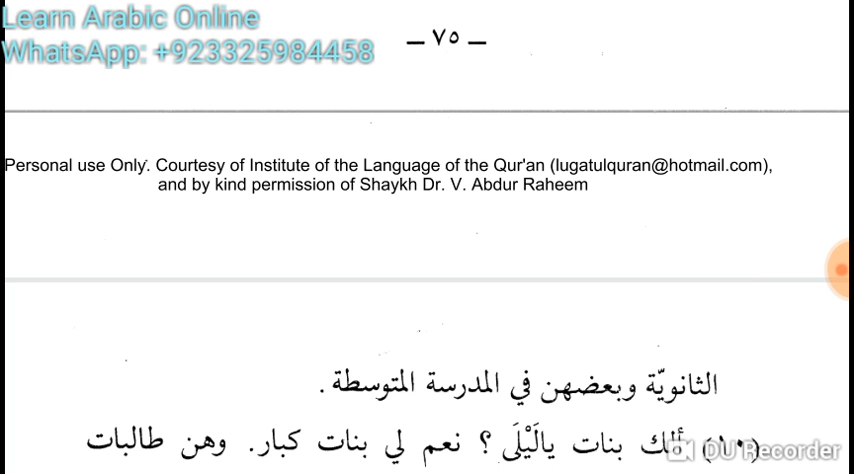 Learn Arabic Online
WhatsApp: +923325984458
– ٧٥ –
Personal use Only. Courtesy of Institute of the Language of the Qur'an (lugatulquran@hotmail.com),
and by kind permission of Shaykh Dr. V. Abdur Raheem
الثانويّة وبعضهن في المدرسة المتوسطة .
(١٠) ألك بنات يالَيْلَى ؟ نعم لي بنات كبار. وهن طالبات
DU Recorder